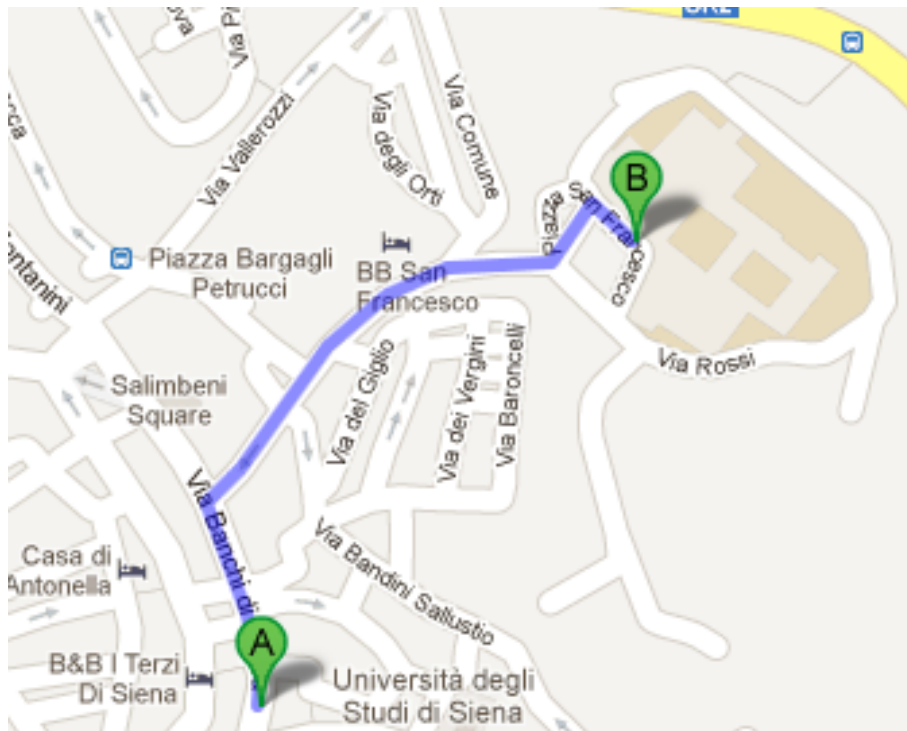 SR2
Via Vallerozzi
Via degli Orti
Via Comune
Piazza
San Francesco
B
Piazza Bargagli
Petrucci
BB San
Francesco
Via Rossi
Salimbeni
Square
Via del Giglio
Via dei Vergini
Via Baroncelli
Via Banchi di
Via Bandini Sallustio
Casa di
Antonella
A
B&B I Terzi
Di Siena
Università degli
Studi di Siena